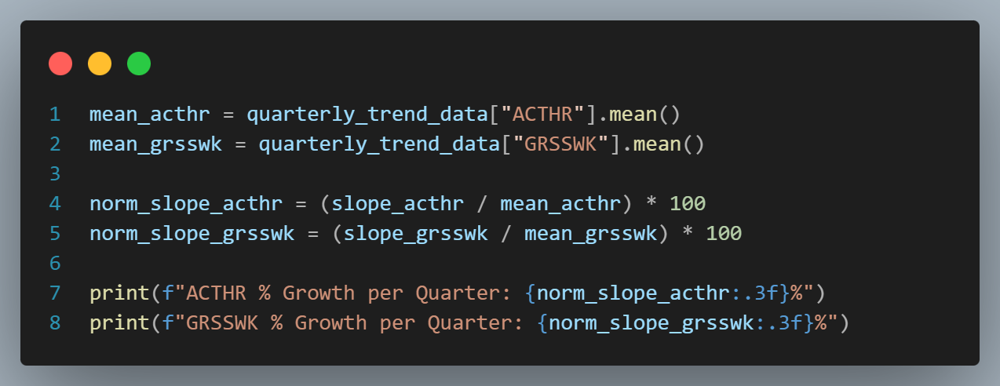 1 mean_acthr = quarterly_trend_data["ACTHR"].mean()
2 mean_grsswk = quarterly_trend_data["GRSSWK"].mean()
3
4 norm_slope_acthr = (slope_acthr / mean_acthr) * 100
5 norm_slope_grsswk = (slope_grsswk / mean_grsswk) * 100
6
7 print(f"ACTHR % Growth per Quarter: {norm_slope_acthr:.3f}%")
8 print(f"GRSSWK % Growth per Quarter: {norm_slope_grsswk:.3f}%")